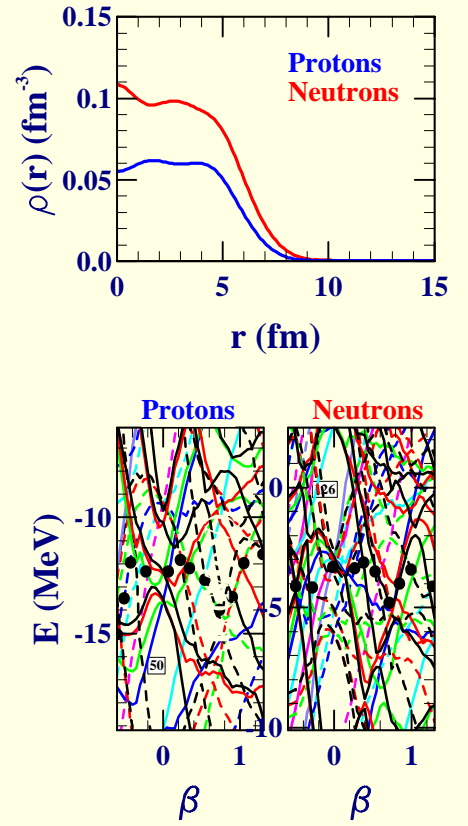 0.15
0.1
0.05
0.0
ρ(r) (fm-3)
Protons
Neutrons
0 5 10 15
r (fm)
Protons Neutrons
E (MeV)
-10
-15
50
126
0
-5
-10
0 1
0 1
β β